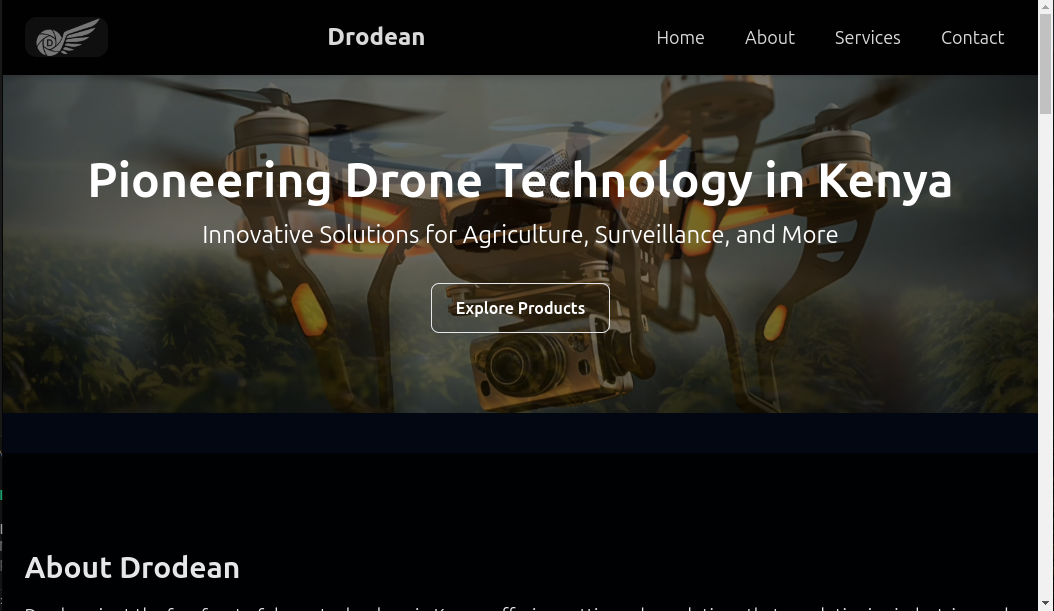 Drodean
Home
About
Services
Contact
Pioneering Drone Technology in Kenya
Innovative Solutions for Agriculture, Surveillance, and More
Explore Products
About Drodean